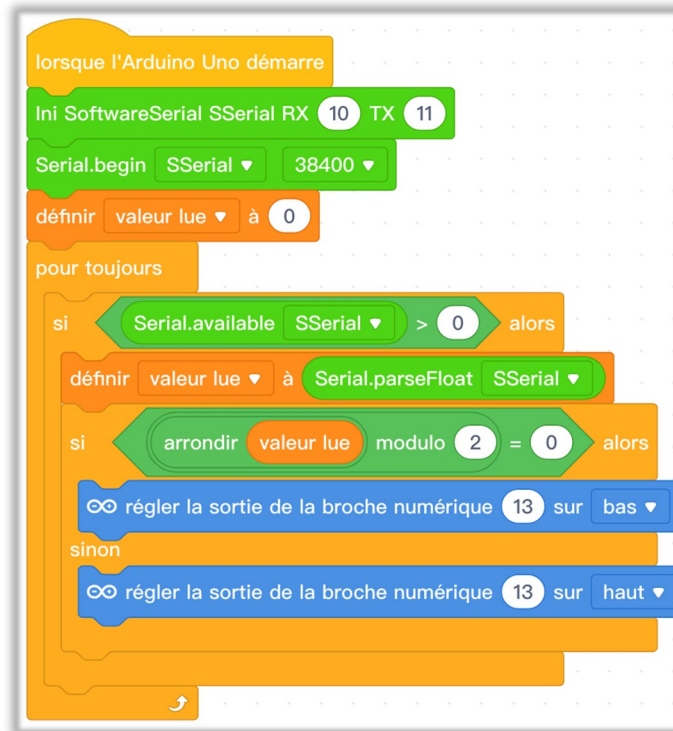 lorsque l'Arduino Uno démarre
Ini SoftwareSerial SSerial RX 10 TX 11
Serial.begin SSerial 38400
définir valeur lue à 0
pour toujours
si Serial.available SSerial > 0 alors
définir valeur lue à Serial.parseFloat SSerial
si arrondir valeur lue modulo 2 = 0 alors
régler la sortie de la broche numérique 13 sur bas
sinon
régler la sortie de la broche numérique 13 sur haut